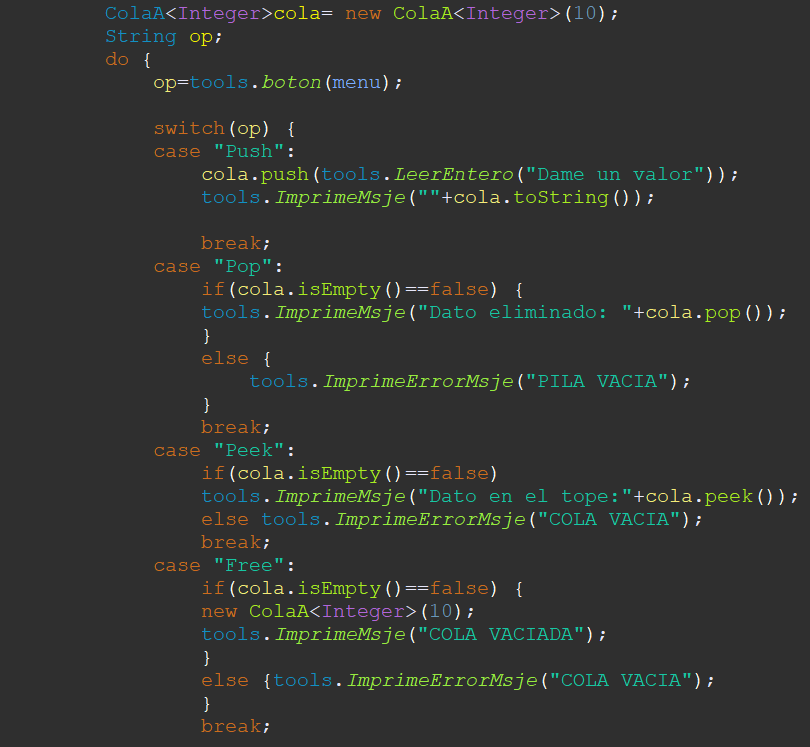 ColaA<Integer>cola= new ColaA<Integer>(10);
String op;
do {
op=tools.boton(menu);
switch(op) {
case "Push":
cola.push(tools.LeerEntero("Dame un valor"));
tools.ImprimeMsje(""+cola.toString());
break;
case "Pop":
if(cola.isEmpty()==false) {
tools.ImprimeMsje("Dato eliminado: "+cola.pop());
}
else {
tools.ImprimeErrorMsje("PILA VACIA");
}
break;
case "Peek":
if(cola.isEmpty()==false)
tools.ImprimeMsje("Dato en el tope:"+cola.peek());
else tools.ImprimeErrorMsje("COLA VACIA");
break;
case "Free":
if(cola.isEmpty()==false) {
new ColaA<Integer>(10);
tools.ImprimeMsje("COLA VACIADA");
}
else {tools.ImprimeErrorMsje("COLA VACIA");
}
break;